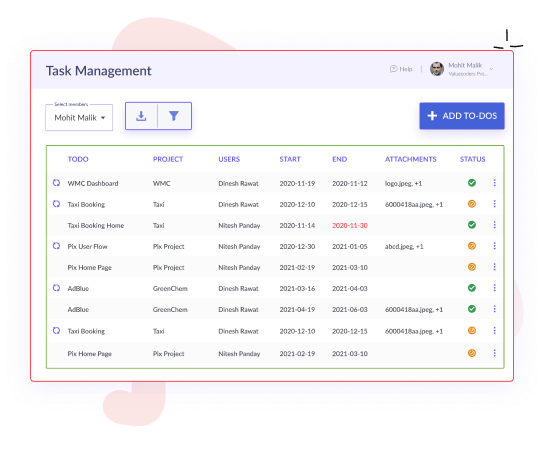 Task Management
Help
Mohit Malik
Valuecoders Pvt...
Select members
Mohit Malik
ADD TO-DOS
TODO PROJECT USERS START END ATTACHMENTS STATUS
WMC Dashboard WMC Dinesh Rawat 2020-11-19 2020-11-12 logo.jpeg, +1
Taxi Booking Taxi Dinesh Rawat 2020-12-10 2020-12-15 6000418aa.jpeg, +1
Taxi Booking Home Taxi Nitesh Panday 2020-11-14 2020-11-30
Pix User Flow Pix Project Nitesh Panday 2020-12-30 2021-01-05 abcd.jpeg, +1
Pix Home Page Pix Project Nitesh Panday 2021-02-19 2021-03-10
AdBlue GreenChem Dinesh Rawat 2021-03-16 2021-04-03
AdBlue GreenChem Dinesh Rawat 2021-04-19 2021-06-03 6000418aa.jpeg, +1
Taxi Booking Taxi Dinesh Rawat 2020-12-10 2020-12-15 6000418aa.jpeg, +1
Pix Home Page Pix Project Nitesh Panday 2021-02-19 2021-03-10